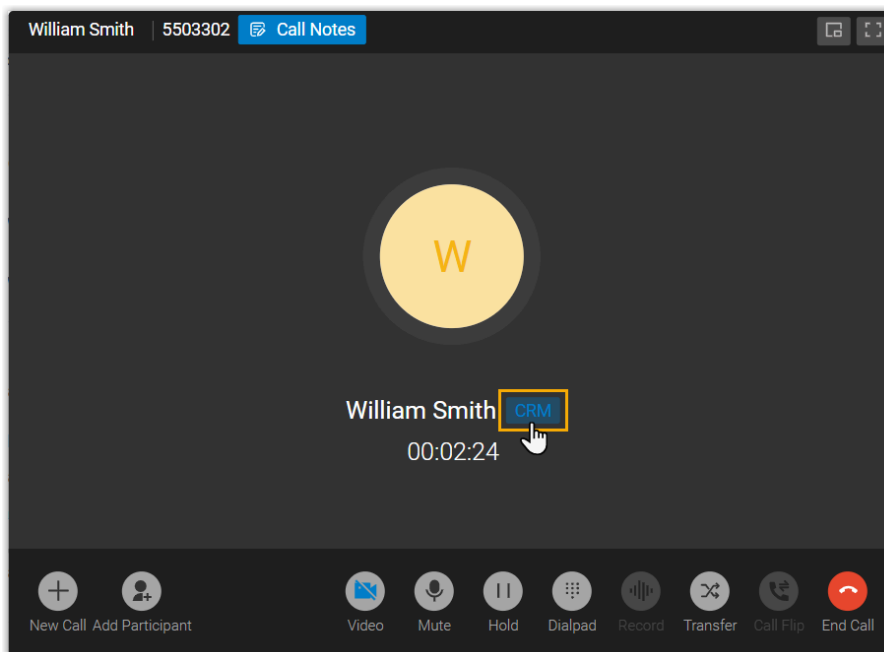 William Smith 5503302 Call Notes
W
William Smith CRM
00:02:24
New Call Add Participant Video Mute Hold Dialpad Record Transfer Call Flip End Call